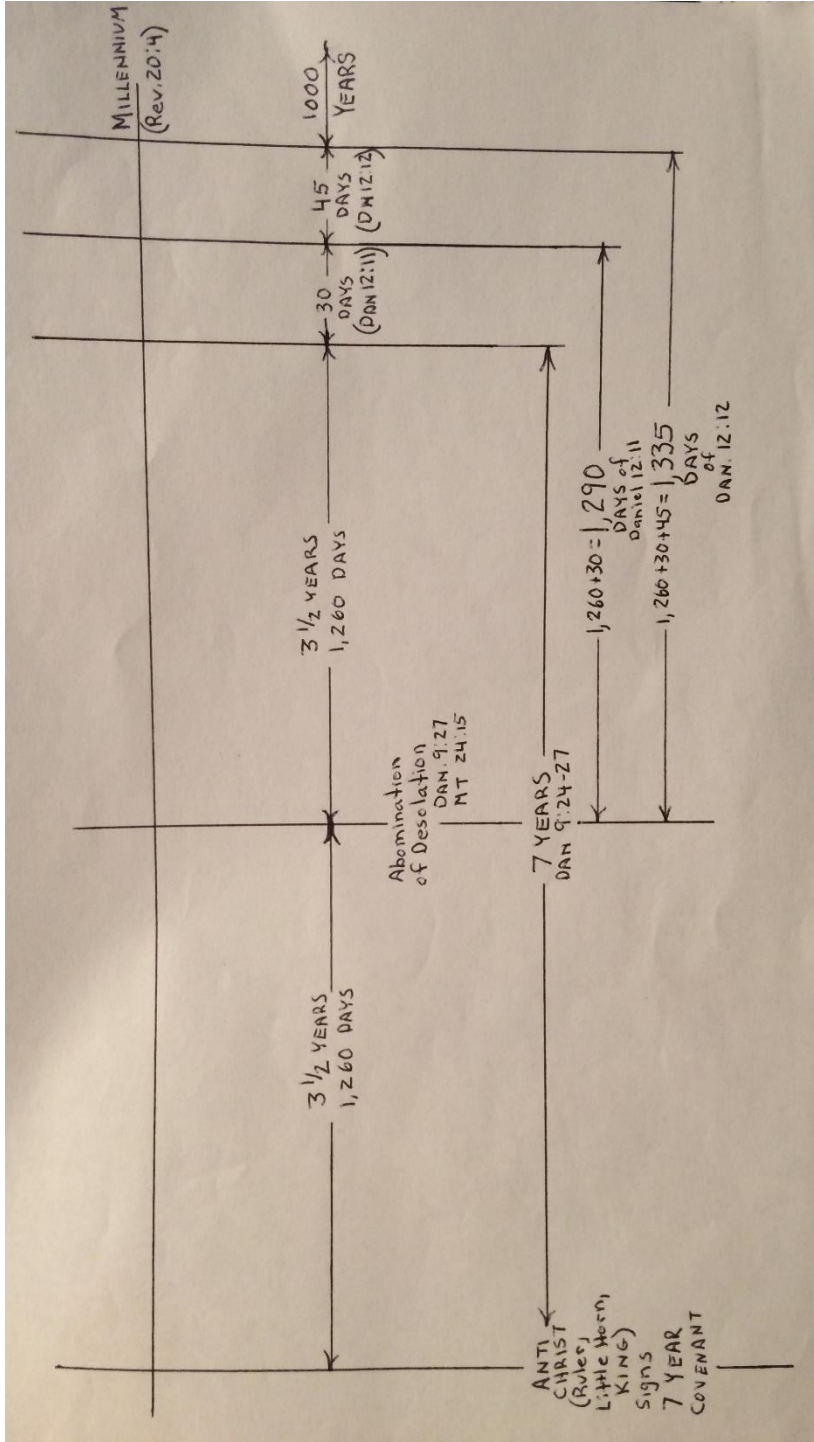 MILLENNIUM
(Rev. 20:4)
3 1/2 YEARS
1,260 DAYS
3 1/2 YEARS
1,260 DAYS
30
DAYS
(DAN 12:11)
45
DAYS
(DN 12:12)
1000
YEARS
Abomination
of Desolation
DAN. 9:27
MT 24:15
ANTI
CHRIST
(Ruler,
Little Horn,
KING)
Signs
7 YEAR
COVENANT
7 YEARS
DAN 9:24-27
1,260+30=1,290
DAYS of
Daniel 12:11
1,260+30+45=1,335
DAYS
of
DAN. 12:12